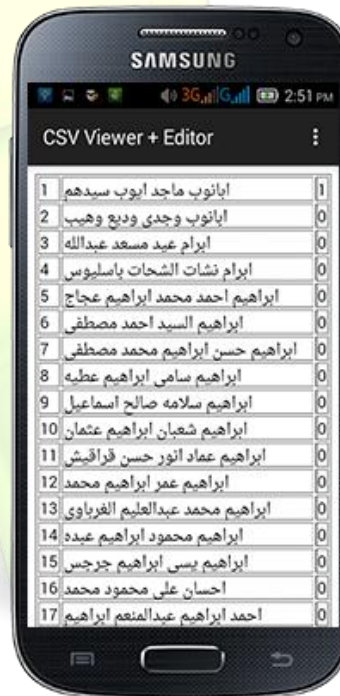 SAMSUNG
3G G 2:51 PM
CSV Viewer + Editor
1 ابانوب ماجد ايوب سيدهم 1
2 ابانوب وجدى وديع وهيب 0
3 ابرام عيد مسعد عبدالله 0
4 ابرام نشات الشحات باسليوس 0
5 ابراهيم احمد محمد ابراهيم عجاج 0
6 ابراهيم السيد احمد مصطفى 0
7 ابراهيم حسن ابراهيم محمد مصطفى 0
8 ابراهيم سامى ابراهيم عطيه 0
9 ابراهيم سلامه صالح اسماعيل 0
10 ابراهيم شعبان ابراهيم عثمان 0
11 ابراهيم عماد انور حسن قراقيش 0
12 ابراهيم عمر ابراهيم محمد 0
13 ابراهيم محمد عبدالعليم الغرباوى 0
14 ابراهيم محمود ابراهيم عبده 0
15 ابراهيم يسى ابراهيم جرجس 0
16 احسان على محمود محمد 0
17 احمد ابراهيم عبدالمنعم ابراهيم 0